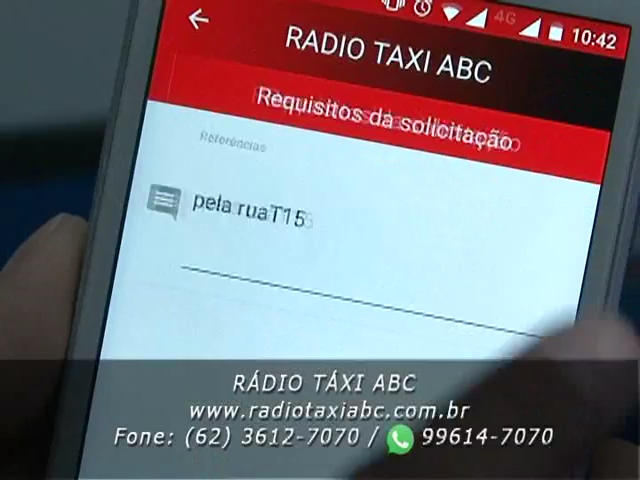 4G 10:42
RADIO TAXI ABC
Requisitos da solicitação
Referências
pela ruaT15
RÁDIO TÁXI ABC
www.radiotaxiabc.com.br
Fone: (62) 3612-7070 / 99614-7070